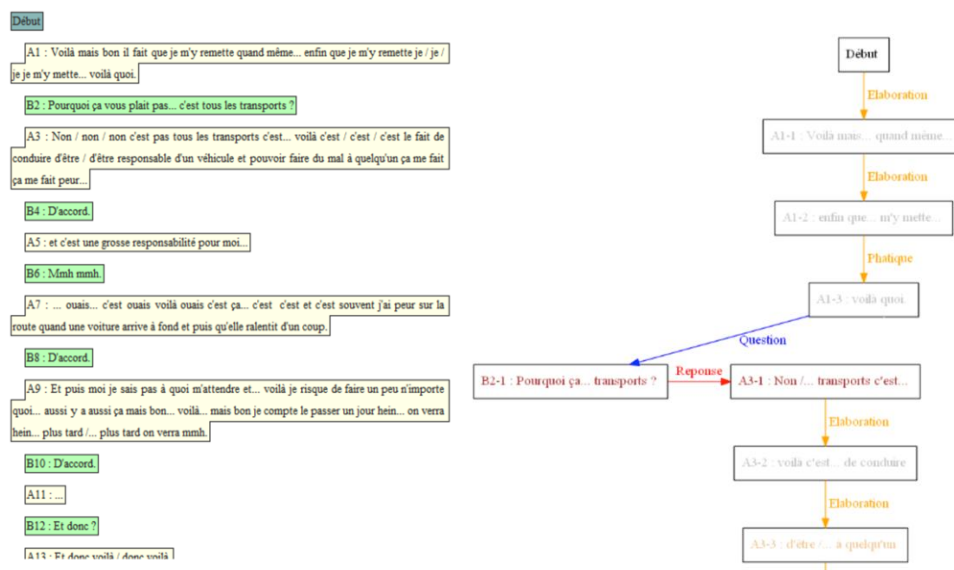 Début
A1 : Voilà mais bon il fait que je m'y remette quand même... enfin que je m'y remette je / je /
je je m'y mette... voilà quoi.
B2 : Pourquoi ça vous plait pas... c'est tous les transports ?
A3 : Non / non / non c'est pas tous les transports c'est... voilà c'est / c'est / c'est le fait de
conduire d'être / d'être responsable d'un véhicule et pouvoir faire du mal à quelqu'un ça me fait
ça me fait peur...
B4 : D'accord.
A5 : et c'est une grosse responsabilité pour moi...
B6 : Mmh mmh.
A7 : ... ouais... c'est ouais voilà ouais c'est ça... c'est c'est et c'est souvent j'ai peur sur la
route quand une voiture arrive à fond et puis qu'elle ralentit d'un coup.
B8 : D'accord.
A9 : Et puis moi je sais pas à quoi m'attendre et... voilà je risque de faire un peu n'importe
quoi... aussi y a aussi ça mais bon... voilà... mais bon je compte le passer un jour hein... on verra
hein... plus tard /... plus tard on verra mmh.
B10 : D'accord.
A11 : ...
B12 : Et donc ?
A13 : Et donc voilà / donc voilà
Début
Elaboration
A1-1 : Voilà mais... quand même...
Elaboration
A1-2 : enfin que... m'y mette...
Phatique
A1-3 : voilà quoi.
Question
B2-1 : Pourquoi ça... transports ?
Reponse
A3-1 : Non /... transports c'est...
Elaboration
A3-2 : voilà c'est... de conduire
Elaboration
A3-3 : d'être /... a quelqu'un